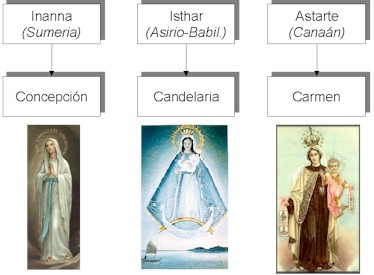 Inanna
(Sumeria)
Isthar
(Asirio-Babil.)
Astarte
(Canaán)
Concepción
Candelaria
Carmen